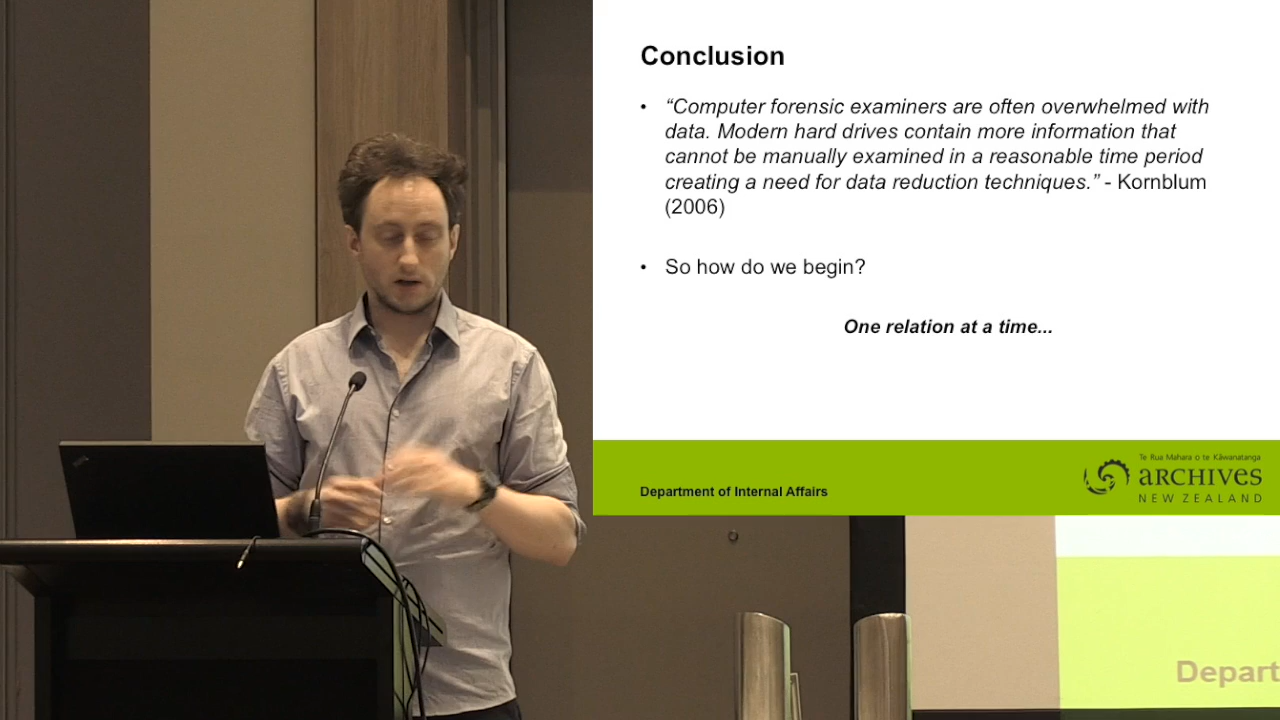 Conclusion
• “Computer forensic examiners are often overwhelmed with
data. Modern hard drives contain more information that
cannot be manually examined in a reasonable time period
creating a need for data reduction techniques.” - Kornblum
(2006)
• So how do we begin?
One relation at a time...
Te Rua Mahara o te Kāwanatanga
ARCHIVES
NEW ZEALAND
Department of Internal Affairs
Depart